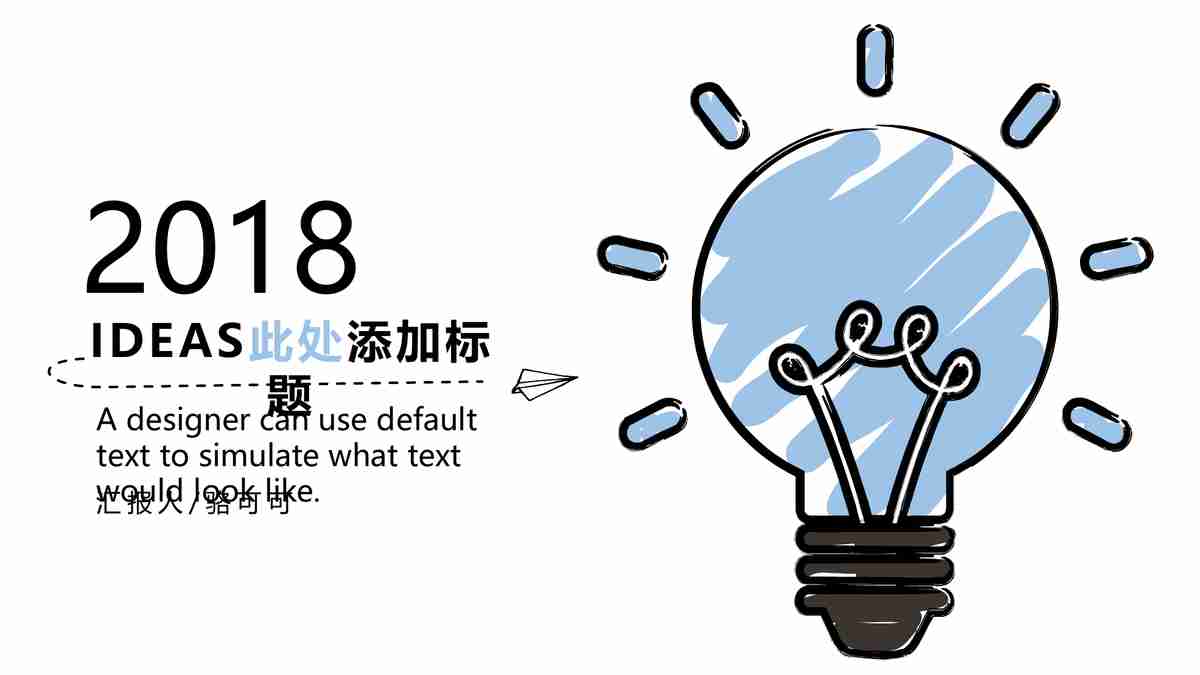 2018
IDEAS此处添加标
题
A designer can use default
text to simulate what text
would look like.
汇报人/骆可可